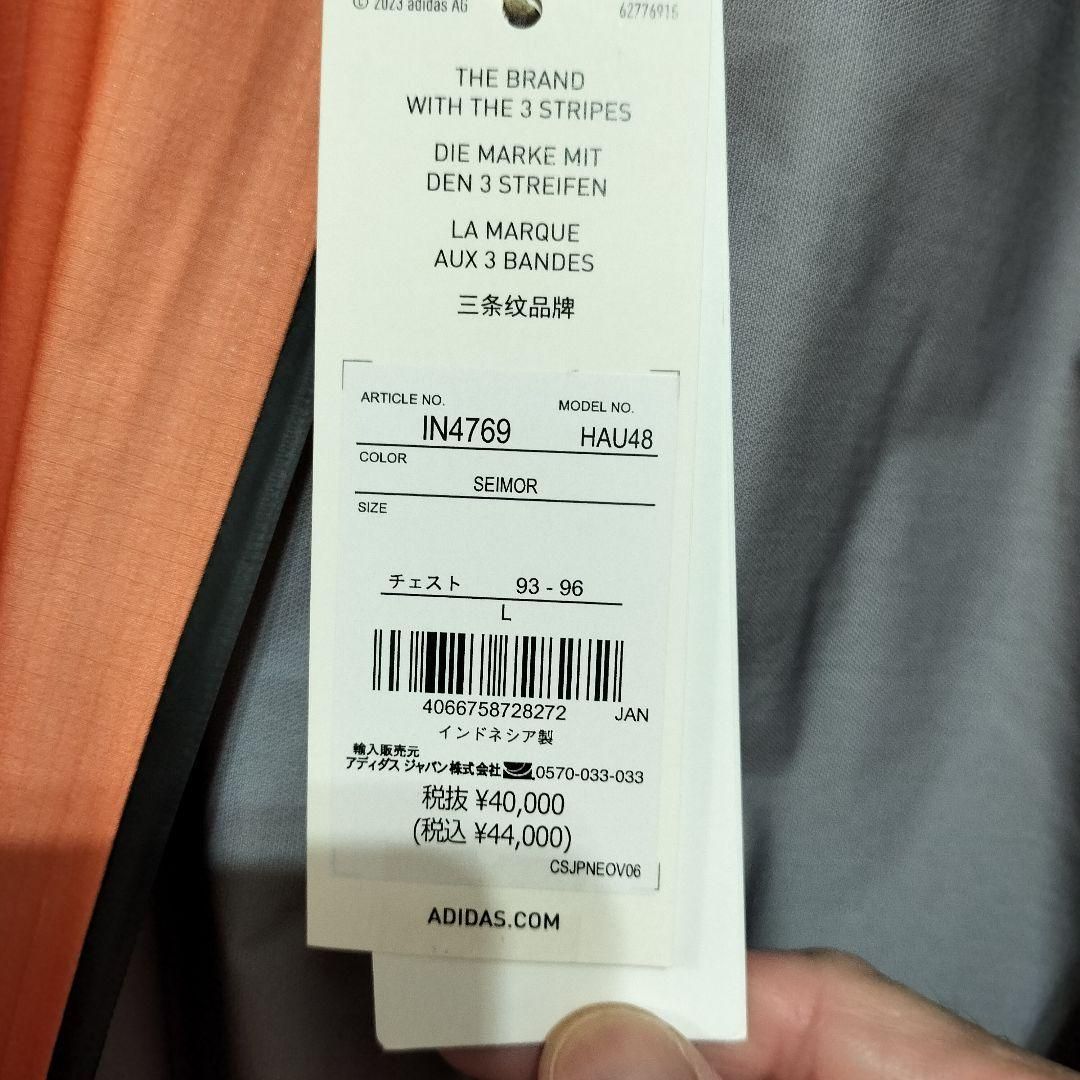 © 2023 adidas AG 62776915
THE BRAND
WITH THE 3 STRIPES
DIE MARKE MIT
DEN 3 STREIFEN
LA MARQUE
AUX 3 BANDES
三条纹品牌
ARTICLE NO. MODEL NO.
IN4769 HAU48
COLOR
SEIMOR
SIZE
チェスト 93 - 96
L
4066758728272 JAN
インドネシア製
輸入販売元
アディダス ジャパン株式会社 0570-033-033
税抜 ¥40,000
(税込 ¥44,000)
CSJPNEOV06
ADIDAS.COM